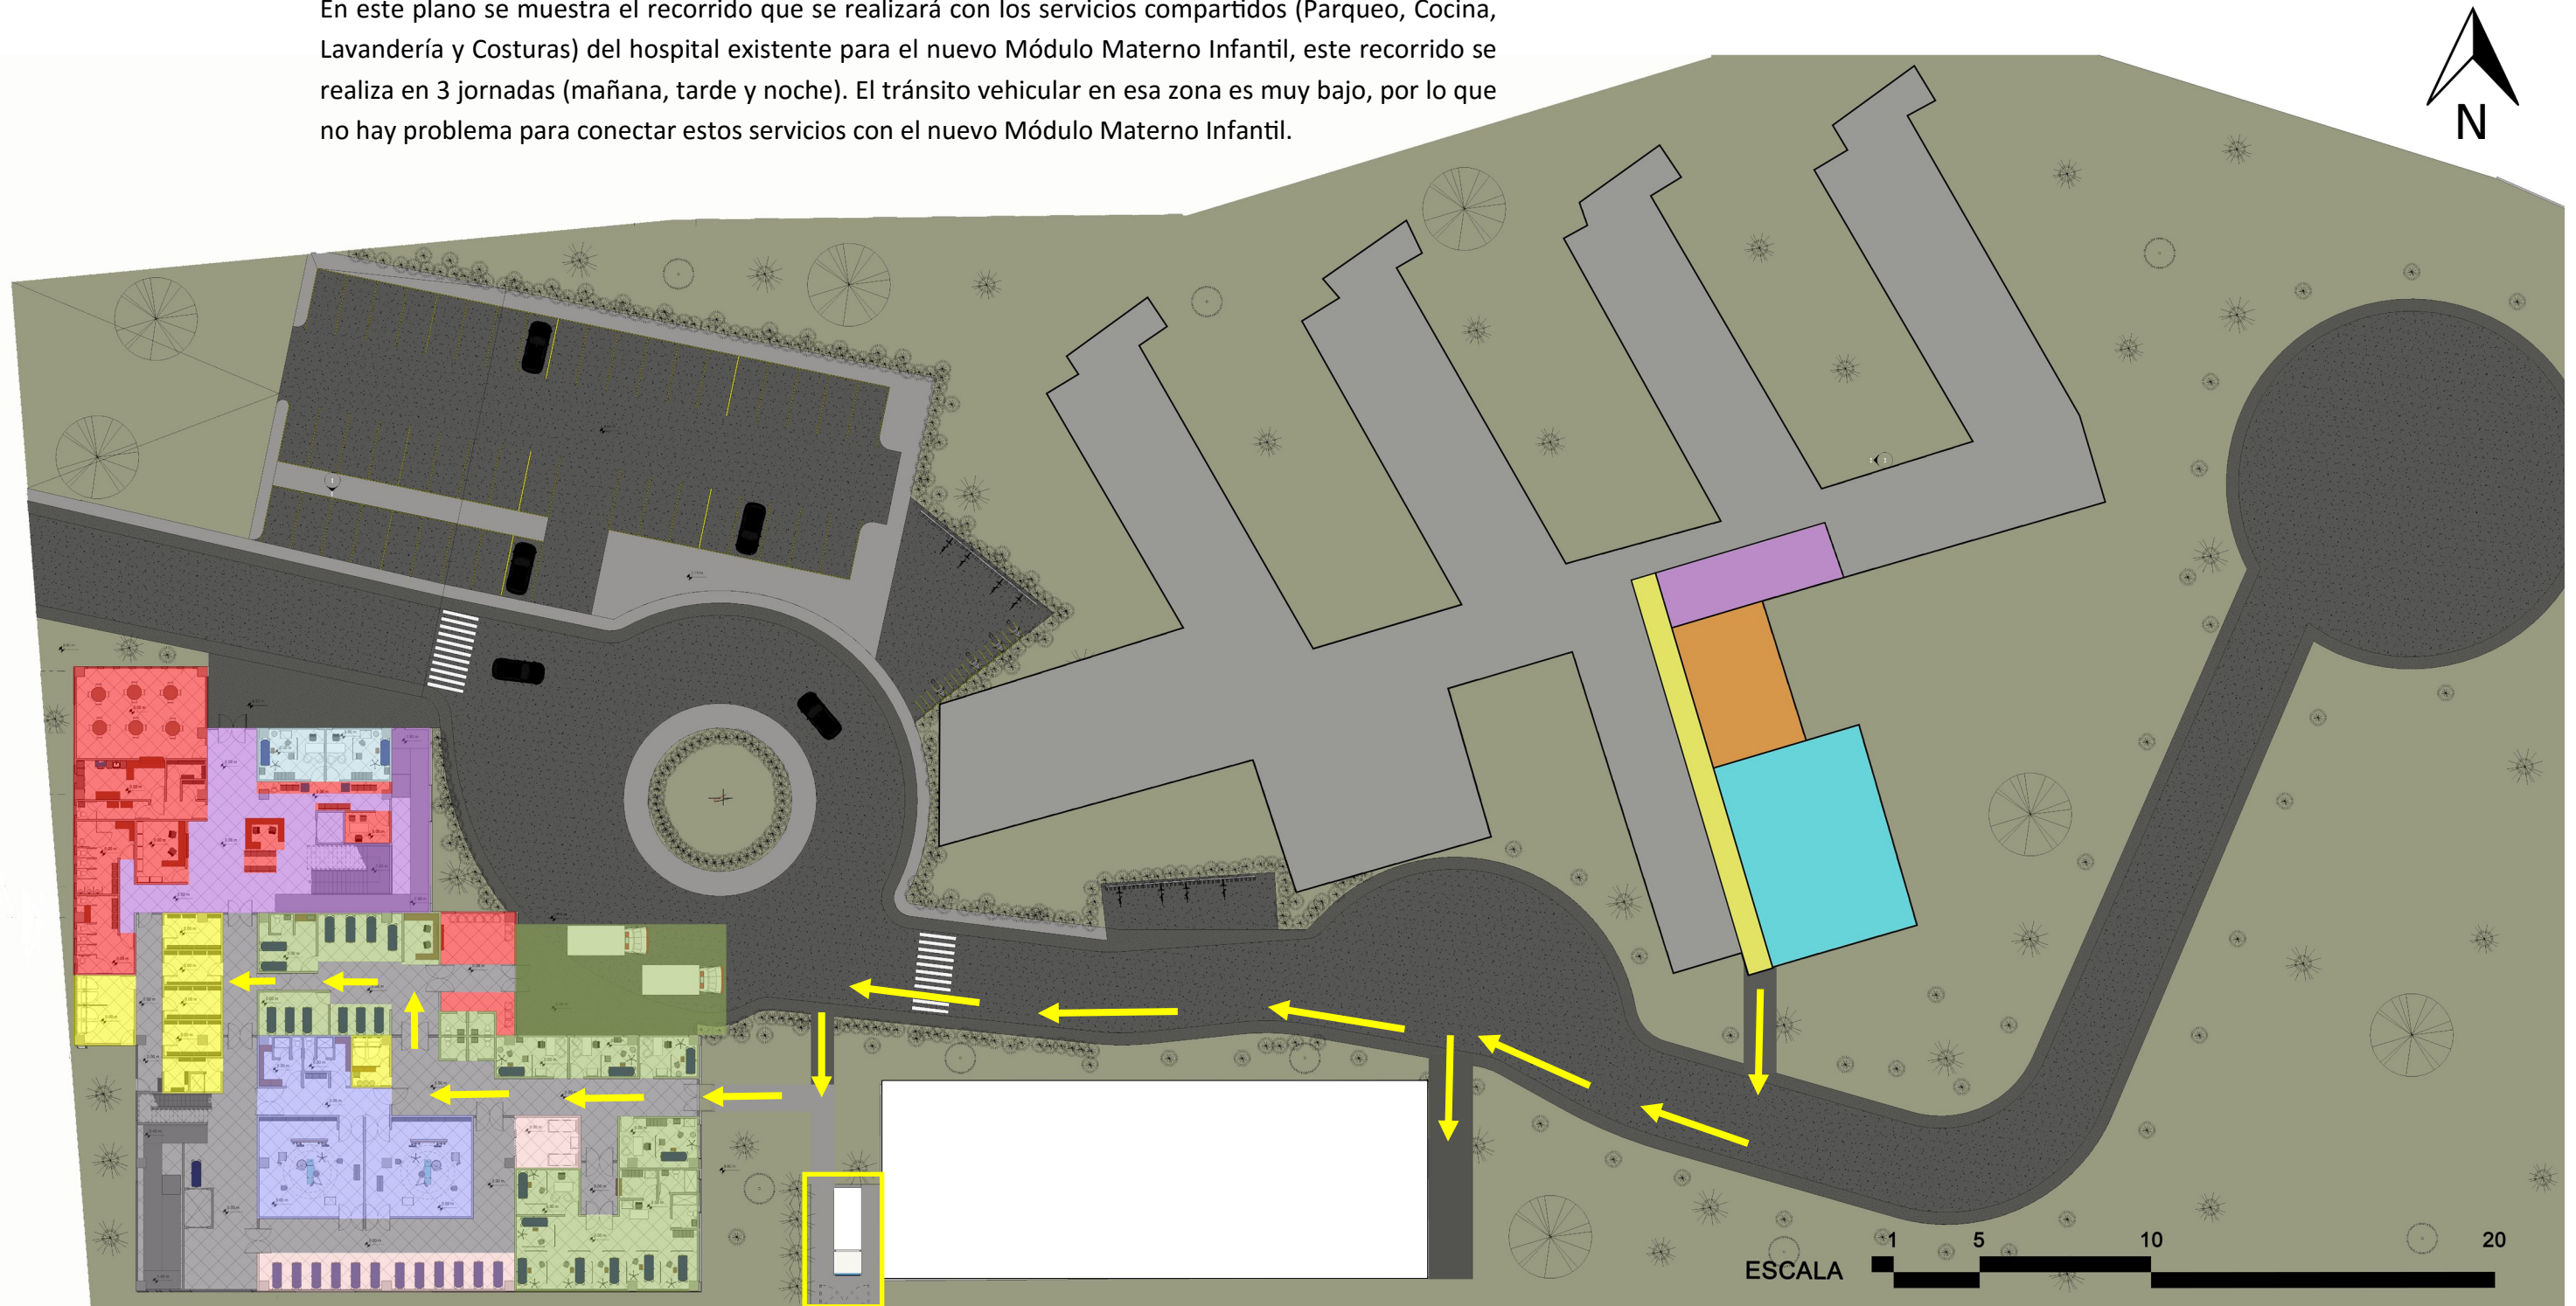 En este plano se muestra el recorrido que se realizará con los servicios compartidos (Parqueo, Cocina,
Lavandería y Costuras) del hospital existente para el nuevo Módulo Materno Infantil, este recorrido se
realiza en 3 jornadas (mañana, tarde y noche). El tránsito vehicular en esa zona es muy bajo, por lo que
no hay problema para conectar estos servicios con el nuevo Módulo Materno Infantil.
N
1 5 10 20
ESCALA